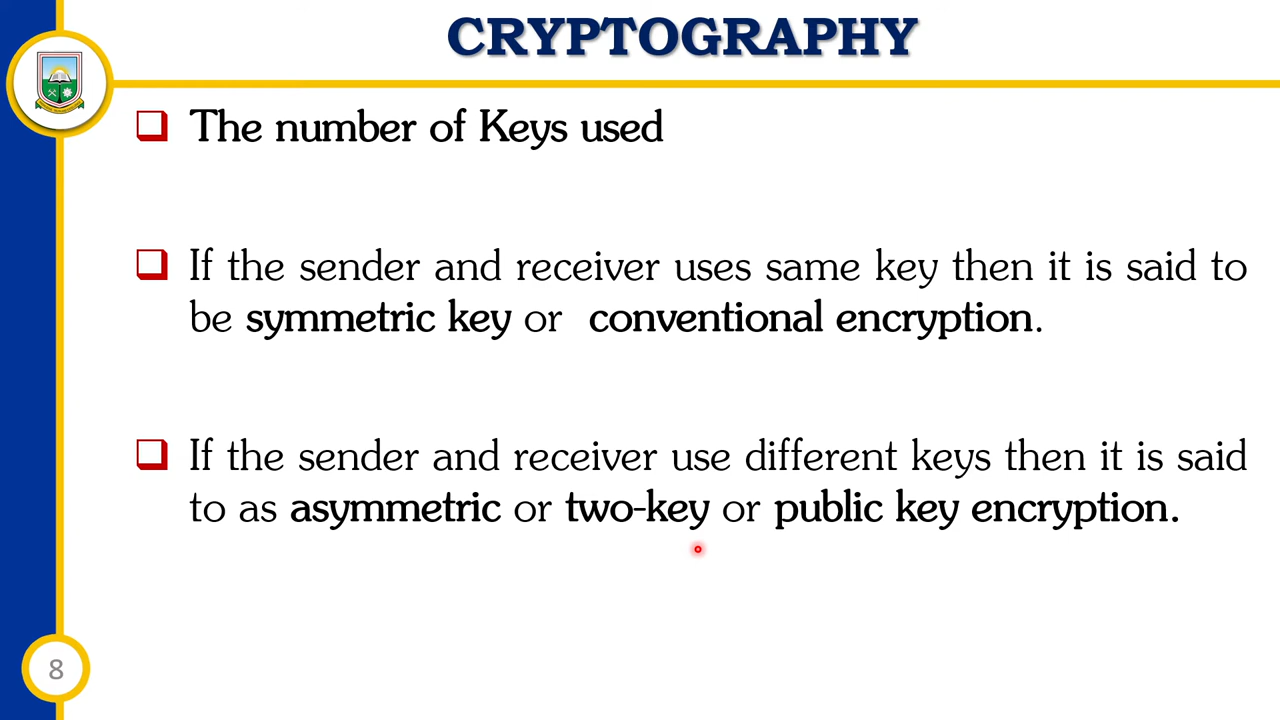 CRYPTOGRAPHY
The number of Keys used
If the sender and receiver uses same key then it is said to
be symmetric key or conventional encryption.
If the sender and receiver use different keys then it is said
to as asymmetric or two-key or public key encryption.
8